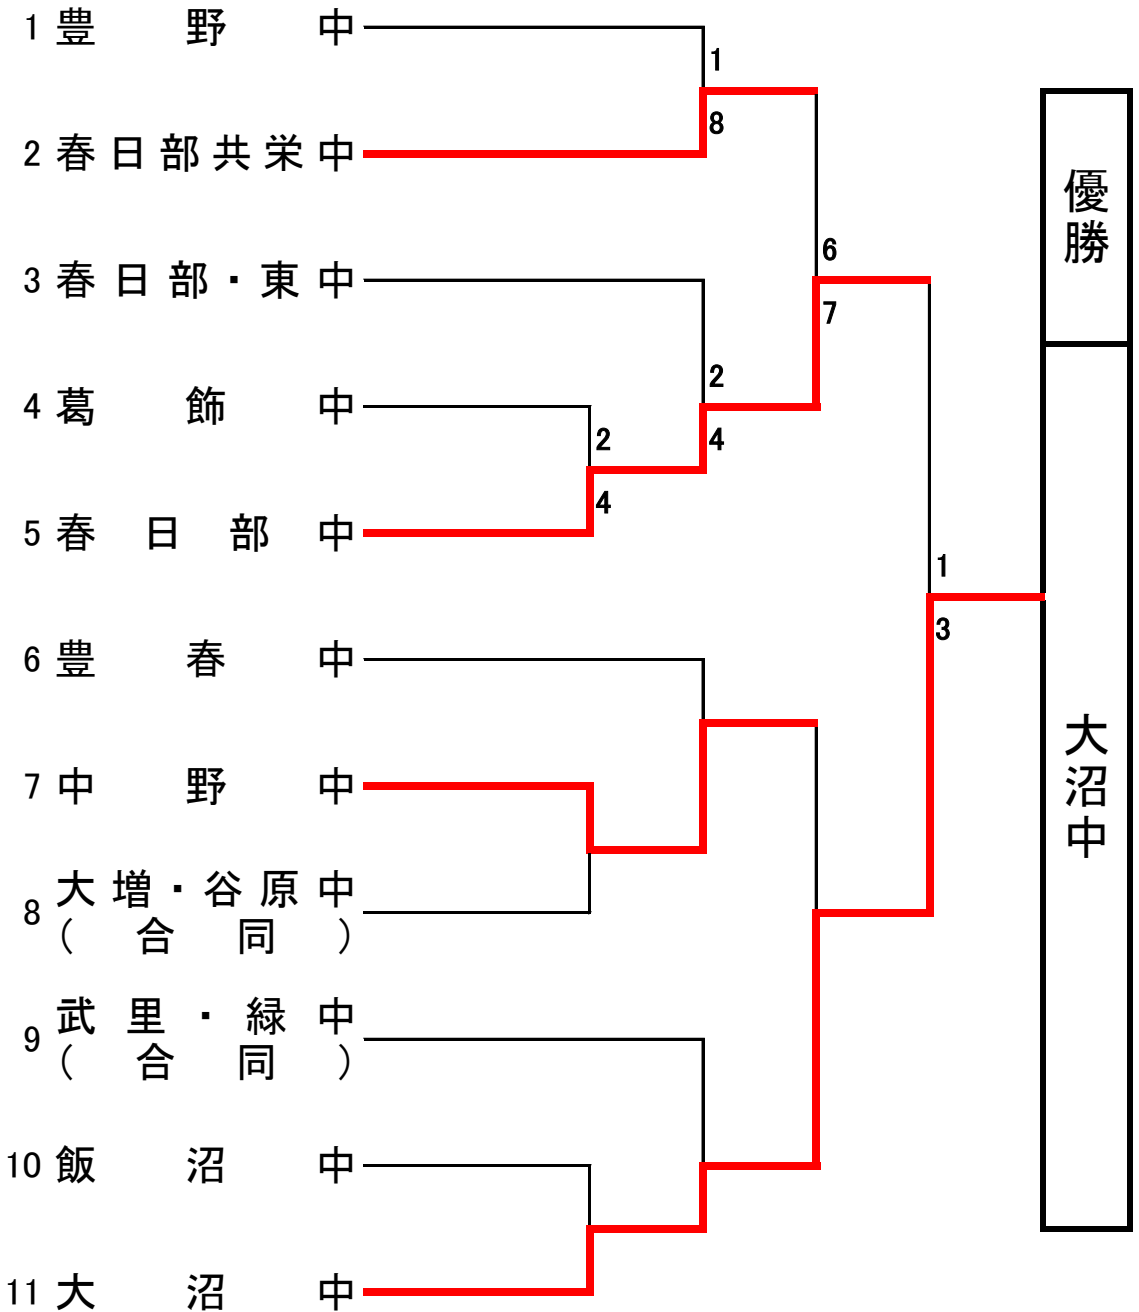 1 豊野中
2 春日部共栄中
3 春日部・東中
4 葛飾中
5 春日部中
6 豊春中
7 中野中
8 大増・谷原中
(合同)
9 武里・緑中
(合同)
10 飯沼中
11 大沼中
1
8
6
7
2
4
2
4
1
3
優勝
大沼中